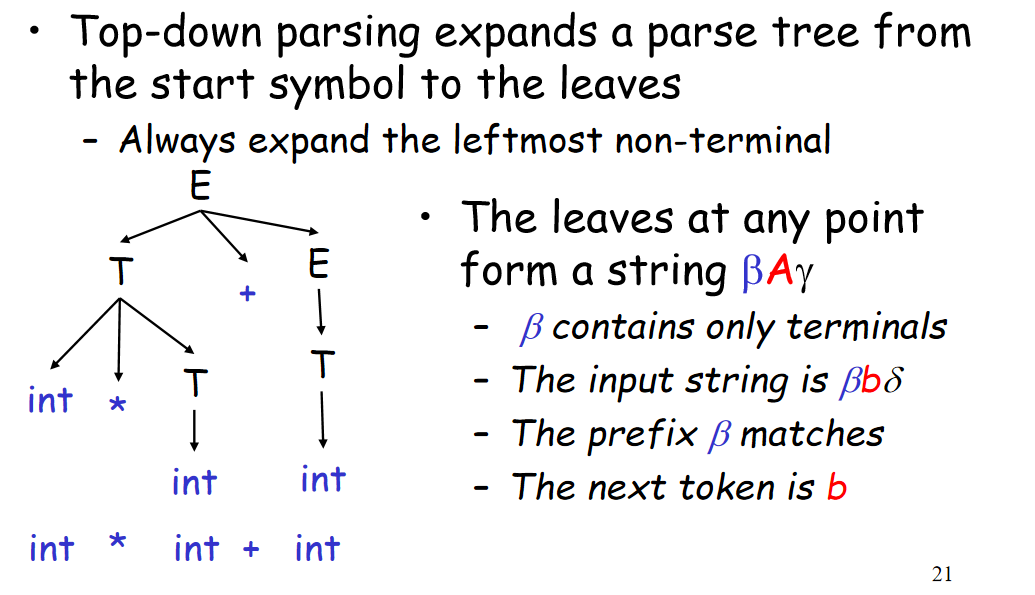 • Top-down parsing expands a parse tree from
the start symbol to the leaves
– Always expand the leftmost non-terminal
E
T + E
int * T T
int int
int * int + int
• The leaves at any point
form a string βAγ
– β contains only terminals
– The input string is βbδ
– The prefix β matches
– The next token is b
21